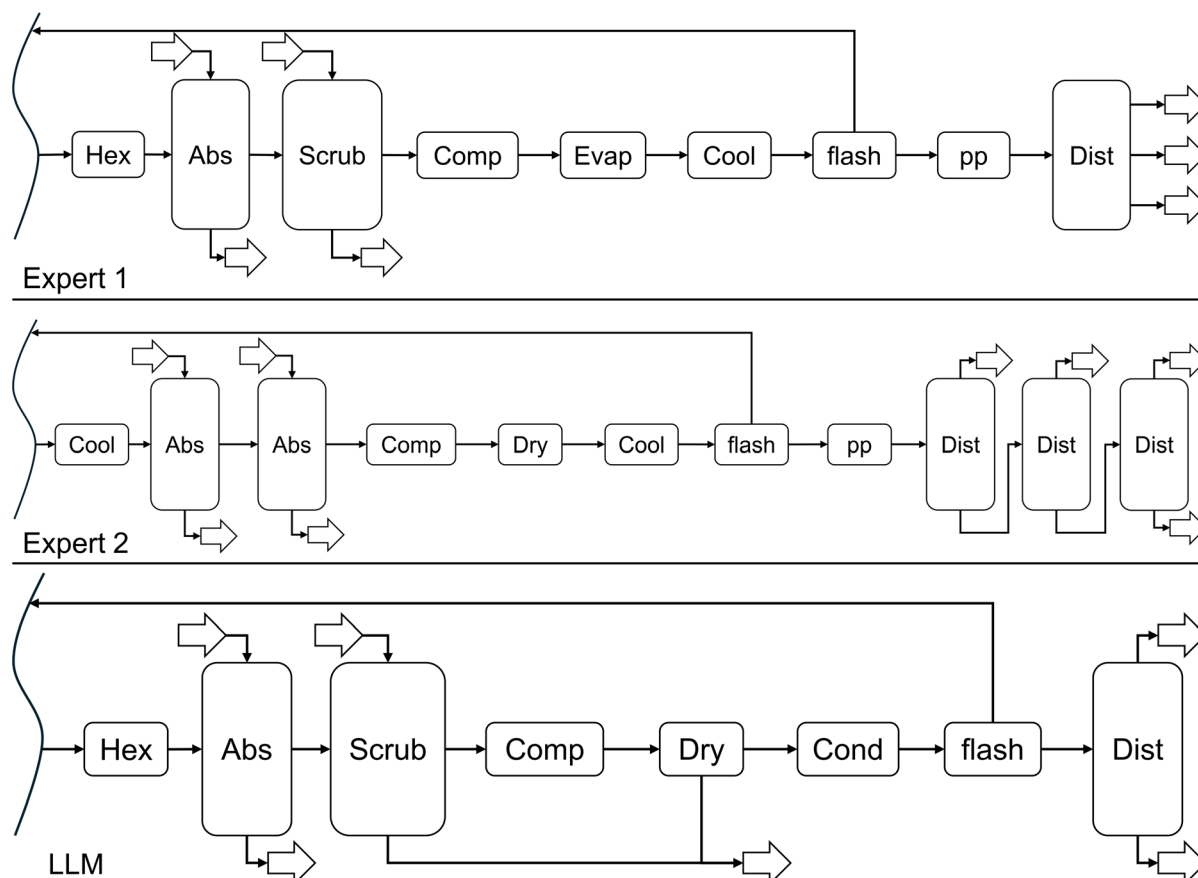 Hex
Abs
Scrub
Comp
Evap
Cool
flash
pp
Dist
Expert 1
Cool
Abs
Abs
Comp
Dry
Cool
flash
pp
Dist
Dist
Dist
Expert 2
Hex
Abs
Scrub
Comp
Dry
Cond
flash
Dist
LLM